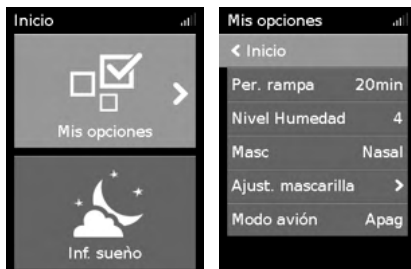 Inicio
Mis opciones
Inf. sueño
Mis opciones
Inicio
Per. rampa 20min
Nivel Humedad 4
Masc Nasal
Ajust. mascarilla
Modo avión Apag